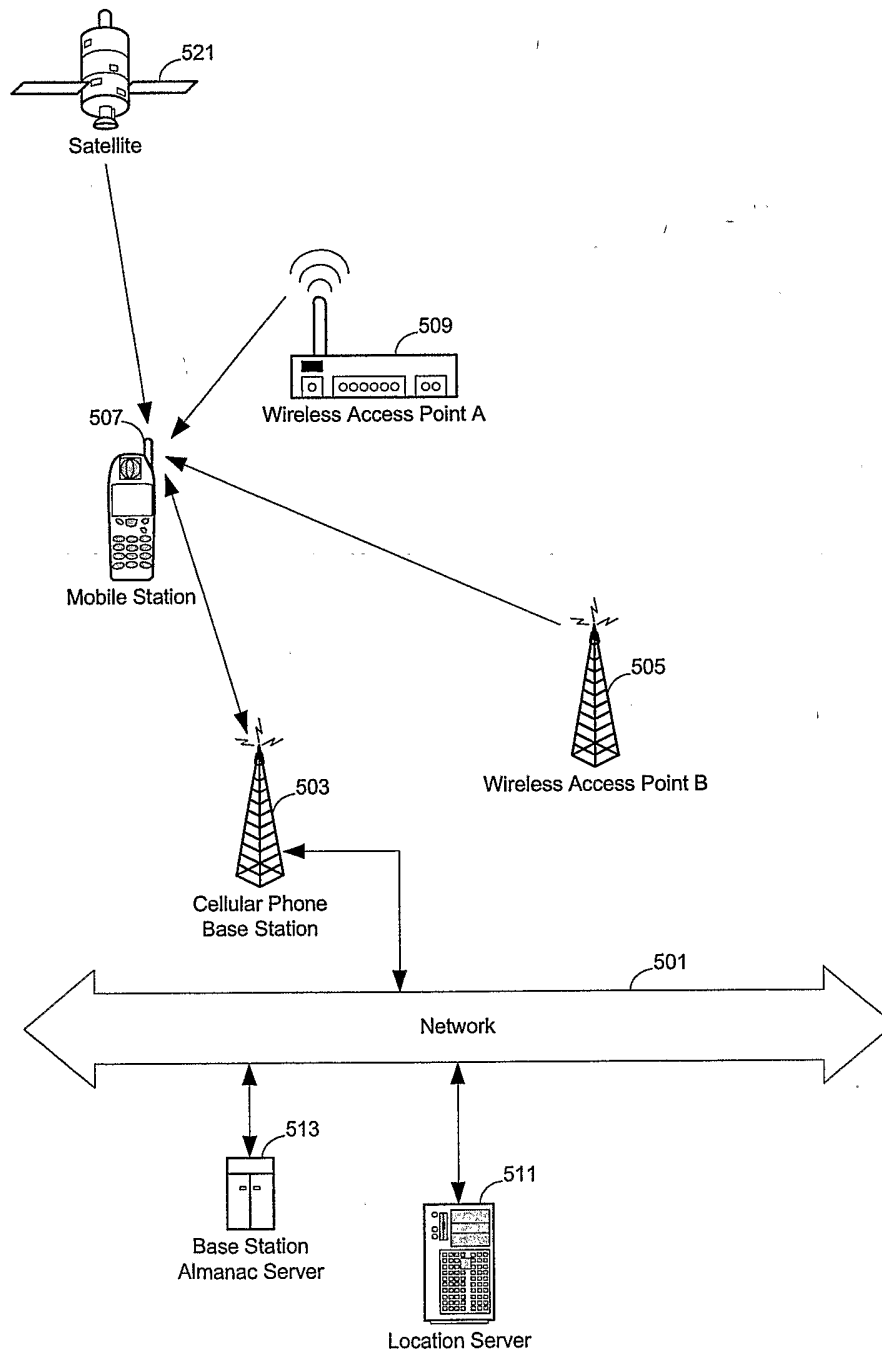 521
Satellite
509
Wireless Access Point A
507
Mobile Station
505
Wireless Access Point B
503
Cellular Phone
Base Station
501
Network
513
Base Station
Almanac Server
511
Location Server